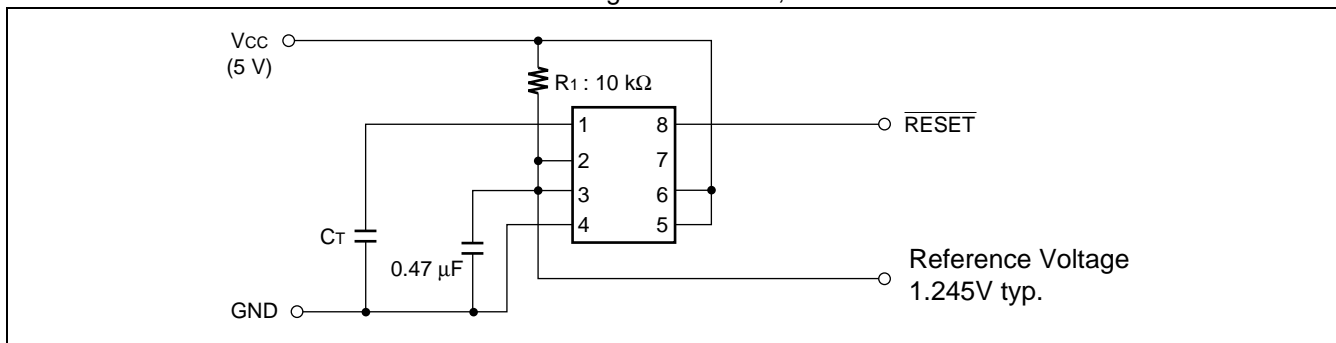 VCC
(5 V)
R1 : 10 kΩ
1 8
2 7
3 6
4 5
RESET
CT
0.47 μF
Reference Voltage
1.245V typ.
GND